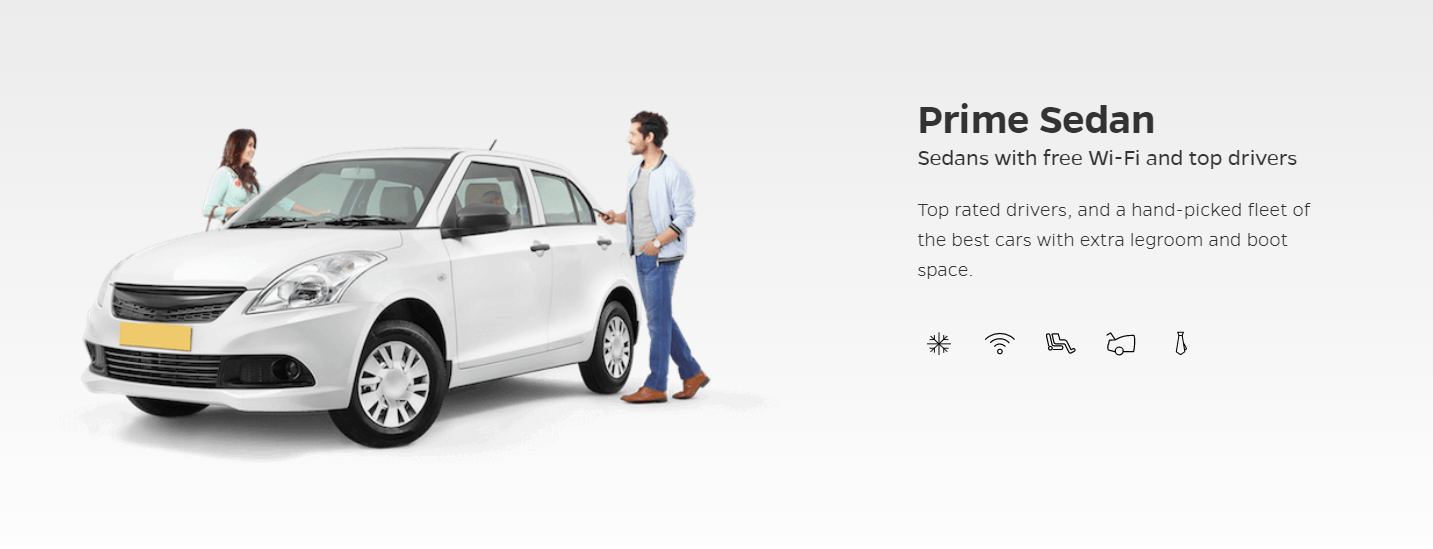 Prime Sedan
Sedans with free Wi-Fi and top drivers
Top rated drivers, and a hand-picked fleet of
the best cars with extra legroom and boot
space.